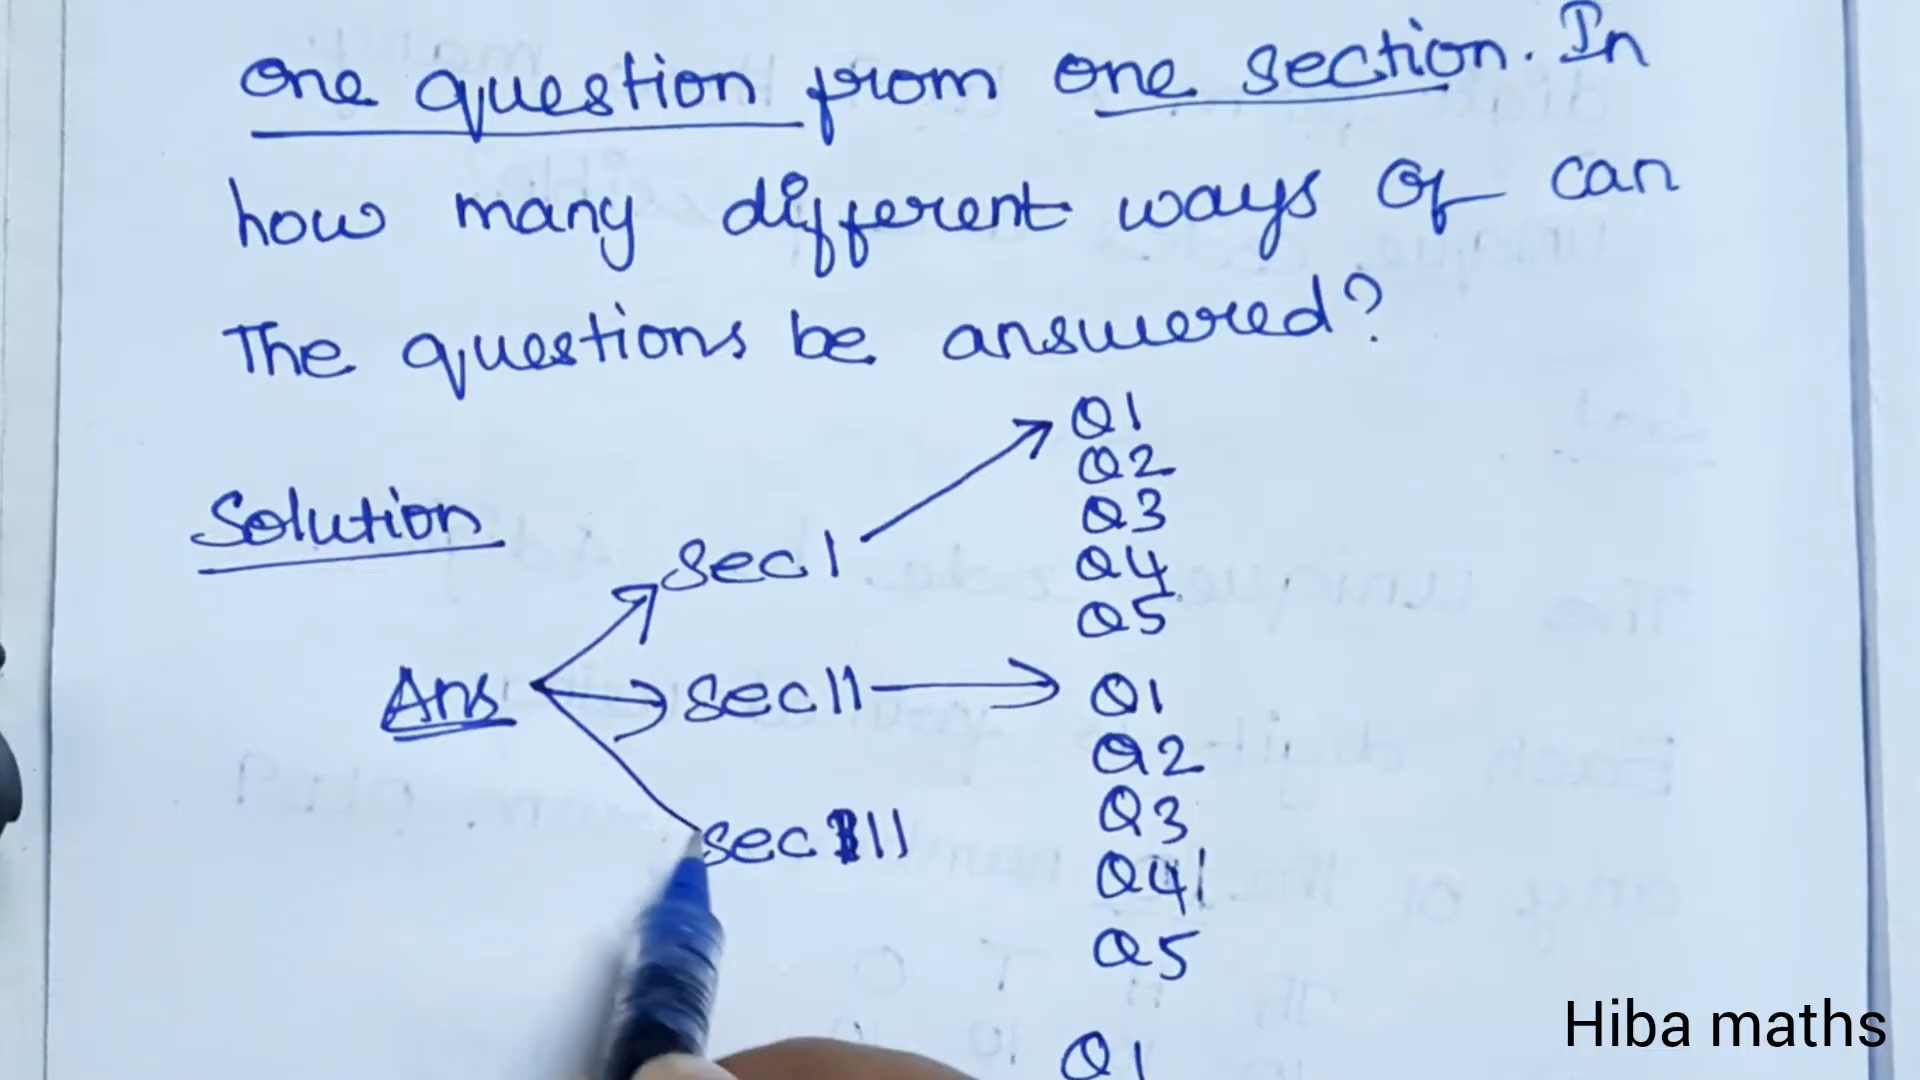 one question from one section. In
how many different ways of can
The questions be answered?
Solution
Ans
sec I
Q1
Q2
Q3
Q4
Q5
sec II
Q1
Q2
Q3
Q4
Q5
sec III
Q1
Hiba maths